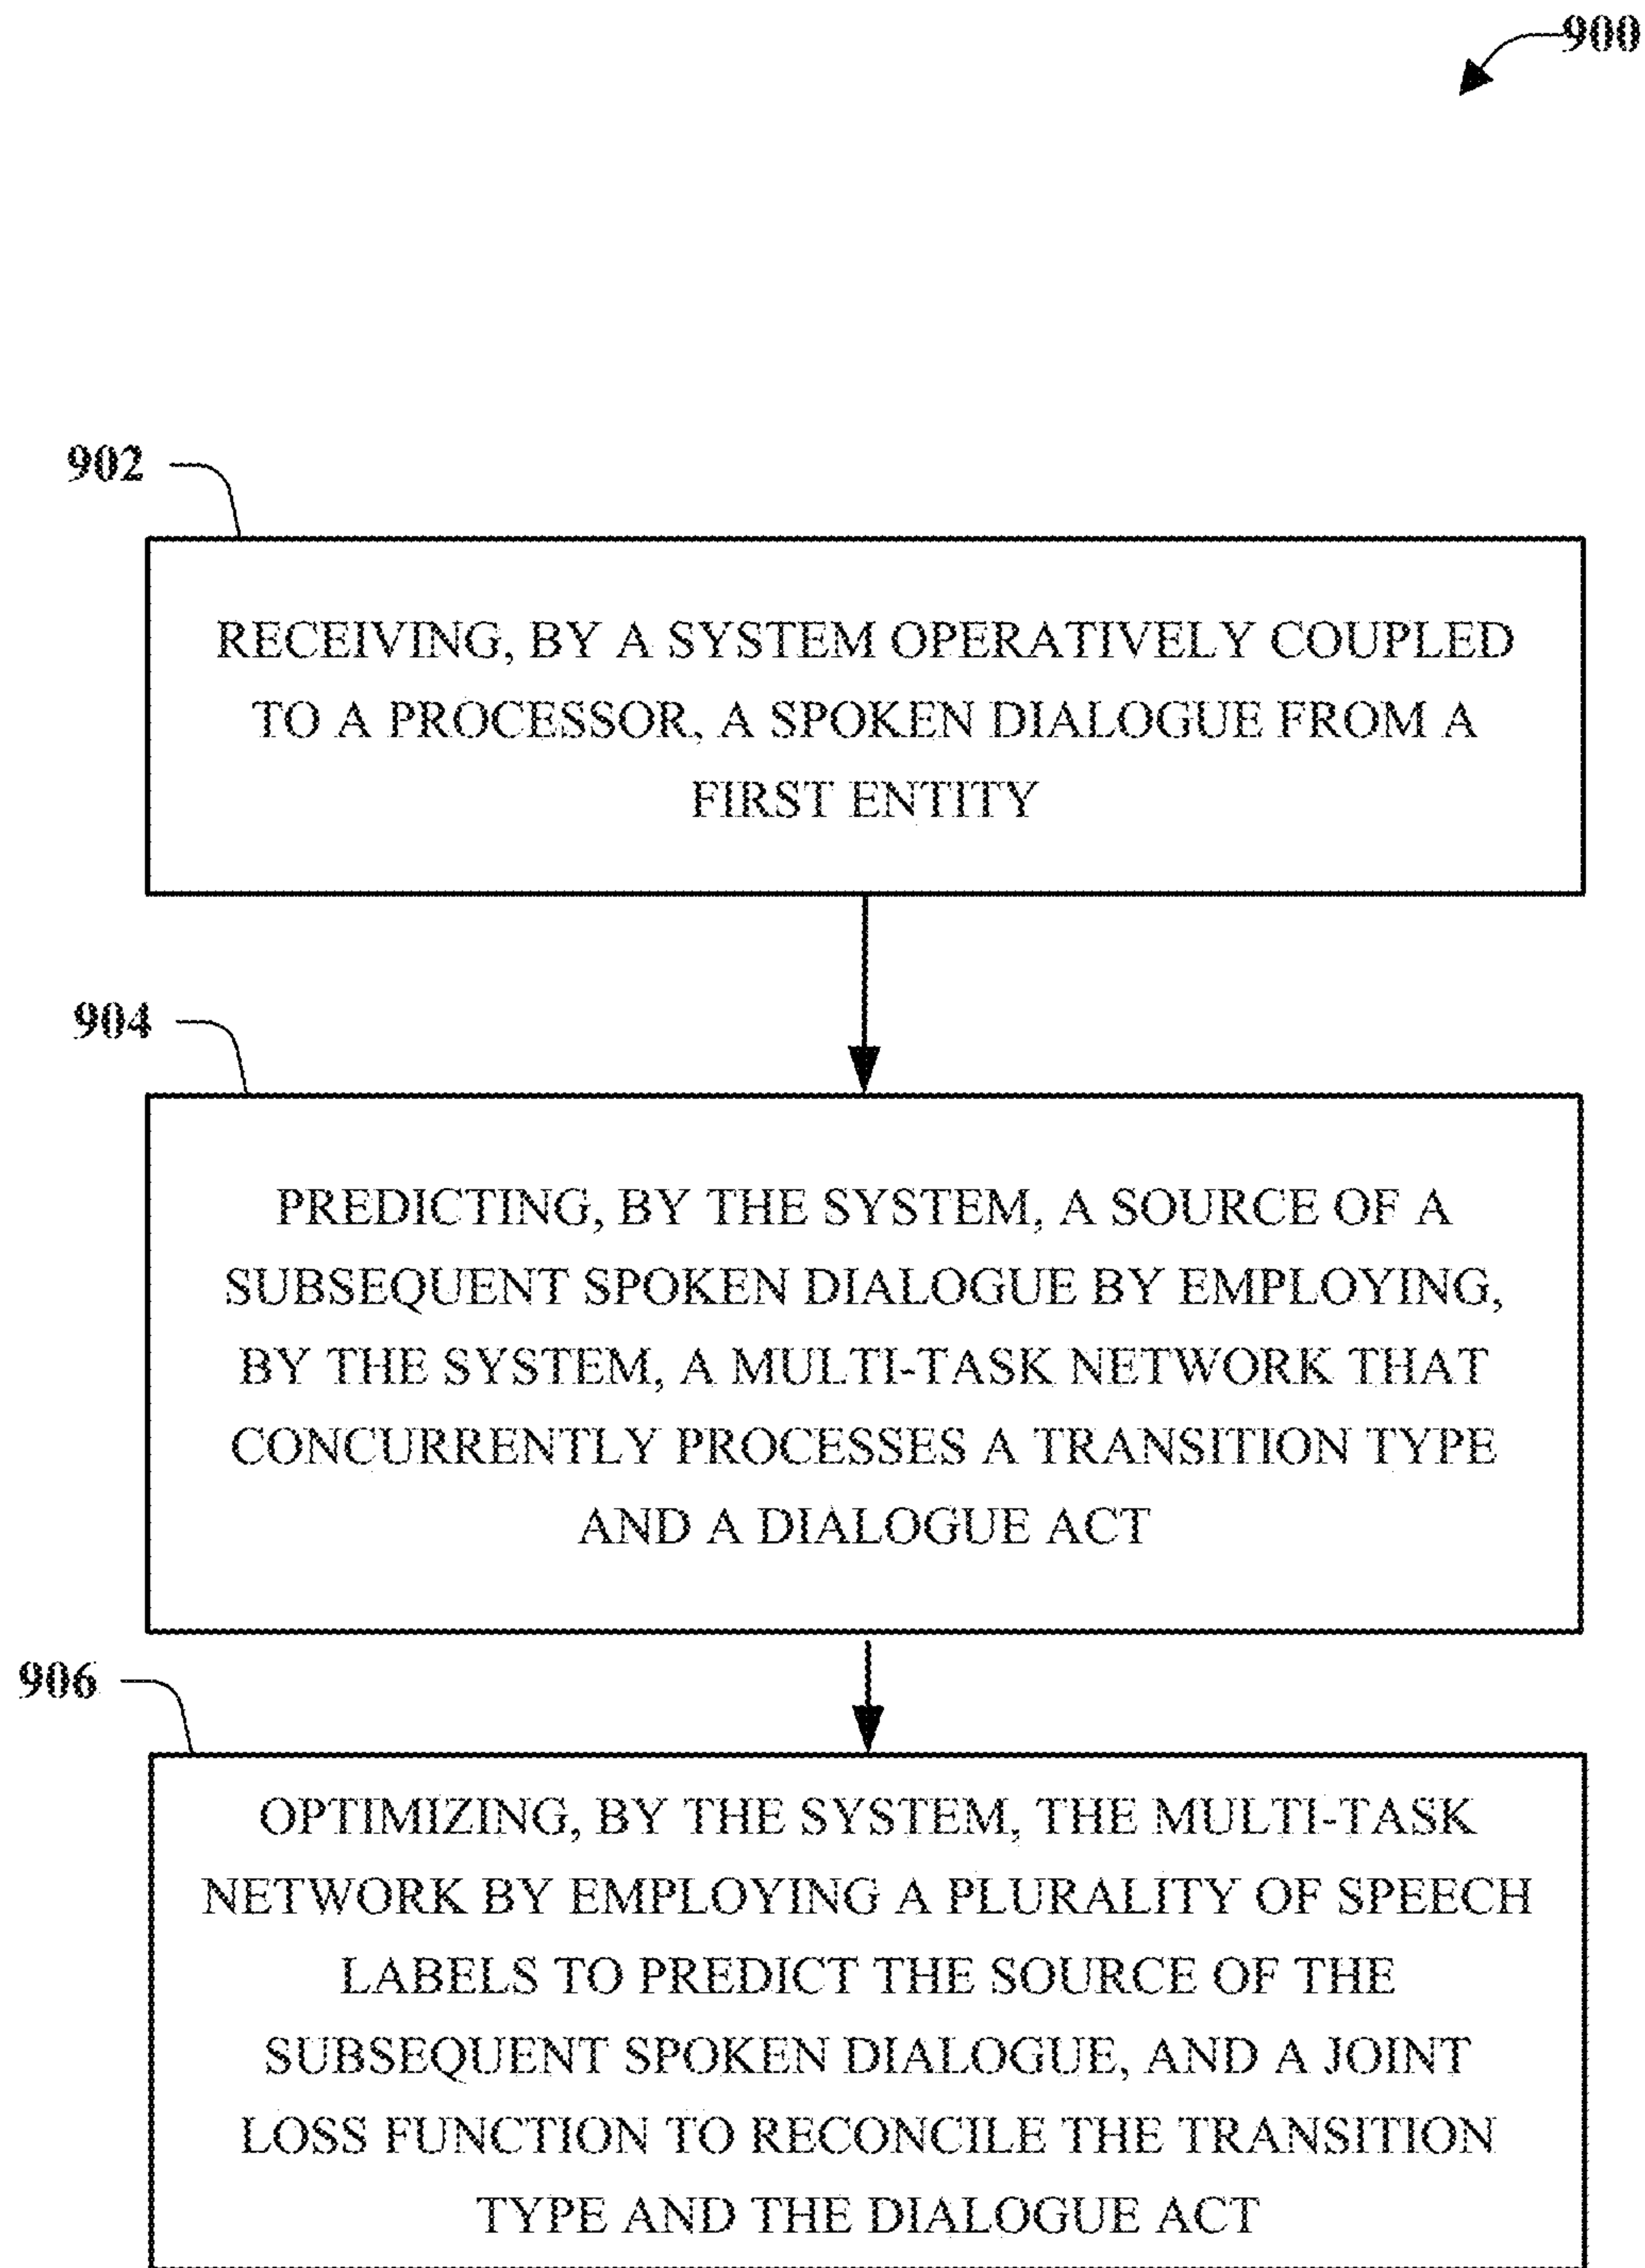 900
902
RECEIVING, BY A SYSTEM OPERATIVELY COUPLED
TO A PROCESSOR, A SPOKEN DIALOGUE FROM A
FIRST ENTITY
904
PREDICTING, BY THE SYSTEM, A SOURCE OF A
SUBSEQUENT SPOKEN DIALOGUE BY EMPLOYING,
BY THE SYSTEM, A MULTI-TASK NETWORK THAT
CONCURRENTLY PROCESSES A TRANSITION TYPE
AND A DIALOGUE ACT
906
OPTIMIZING, BY THE SYSTEM, THE MULTI-TASK
NETWORK BY EMPLOYING A PLURALITY OF SPEECH
LABELS TO PREDICT THE SOURCE OF THE
SUBSEQUENT SPOKEN DIALOGUE, AND A JOINT
LOSS FUNCTION TO RECONCILE THE TRANSITION
TYPE AND THE DIALOGUE ACT